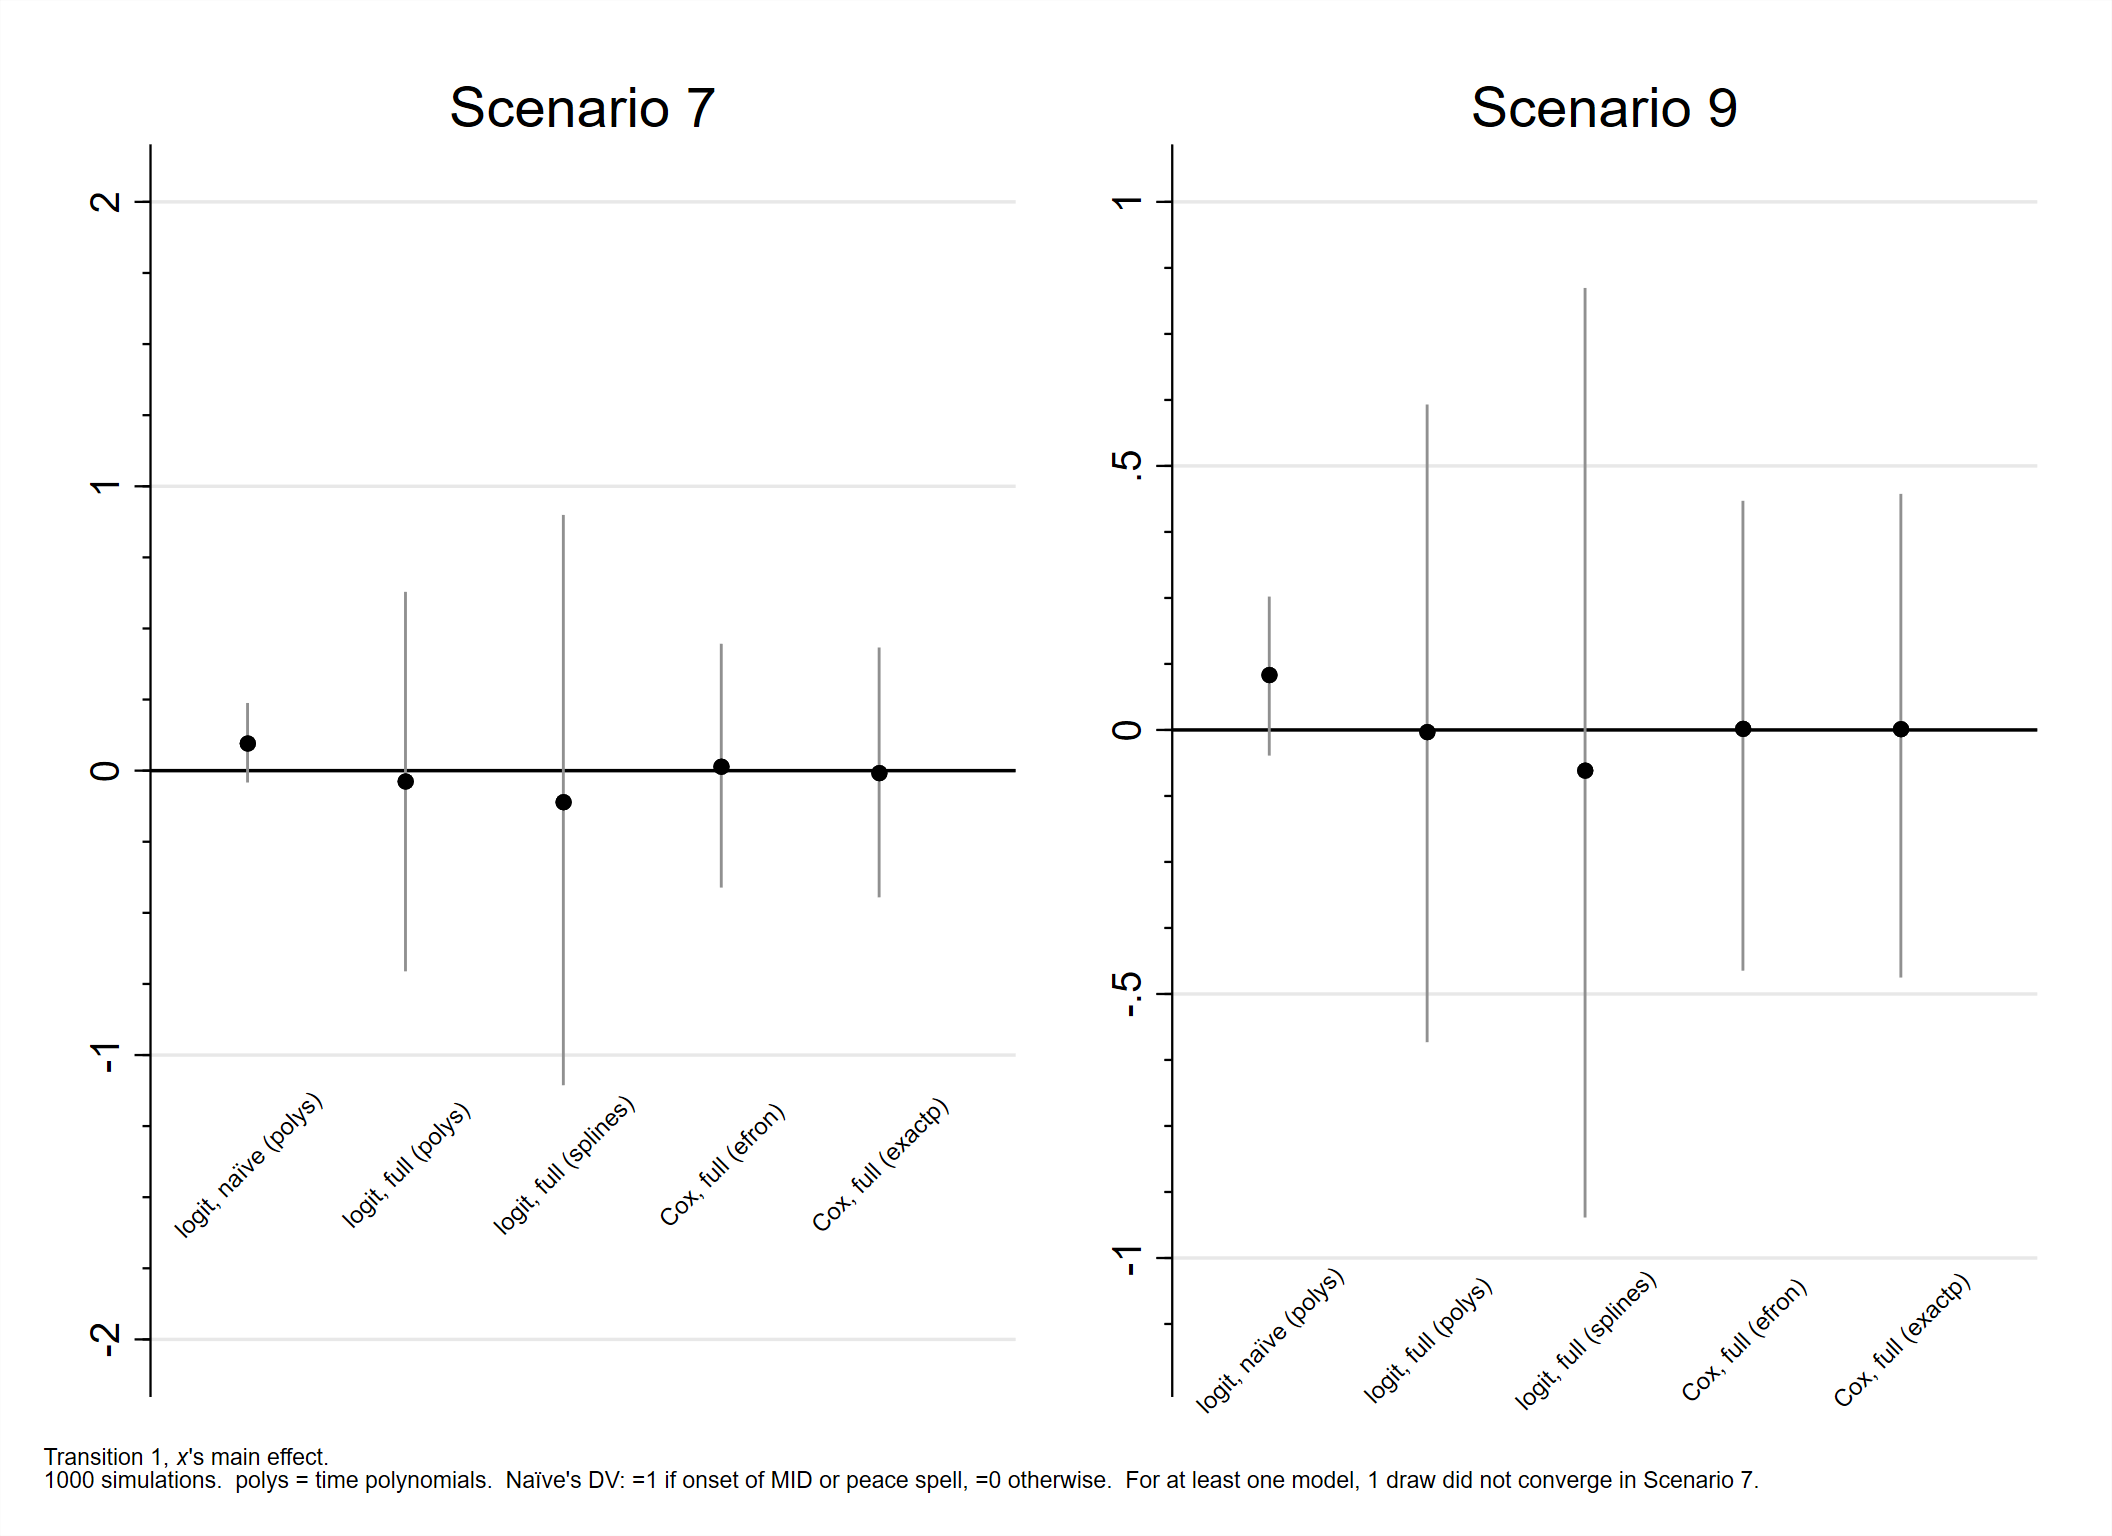 Scenario 7
2
1
0
-1
-2
logit, naïve (polys)
logit, full (polys)
logit, full (splines)
Cox, full (efron)
Cox, full (exactp)
Scenario 9
1
.5
0
-.5
-1
logit, naïve (polys)
logit, full (polys)
logit, full (splines)
Cox, full (efron)
Cox, full (exactp)
Transition 1, x's main effect.
1000 simulations.  polys = time polynomials.  Naïve's DV: =1 if onset of MID or peace spell, =0 otherwise.  For at least one model, 1 draw did not converge in Scenario 7.